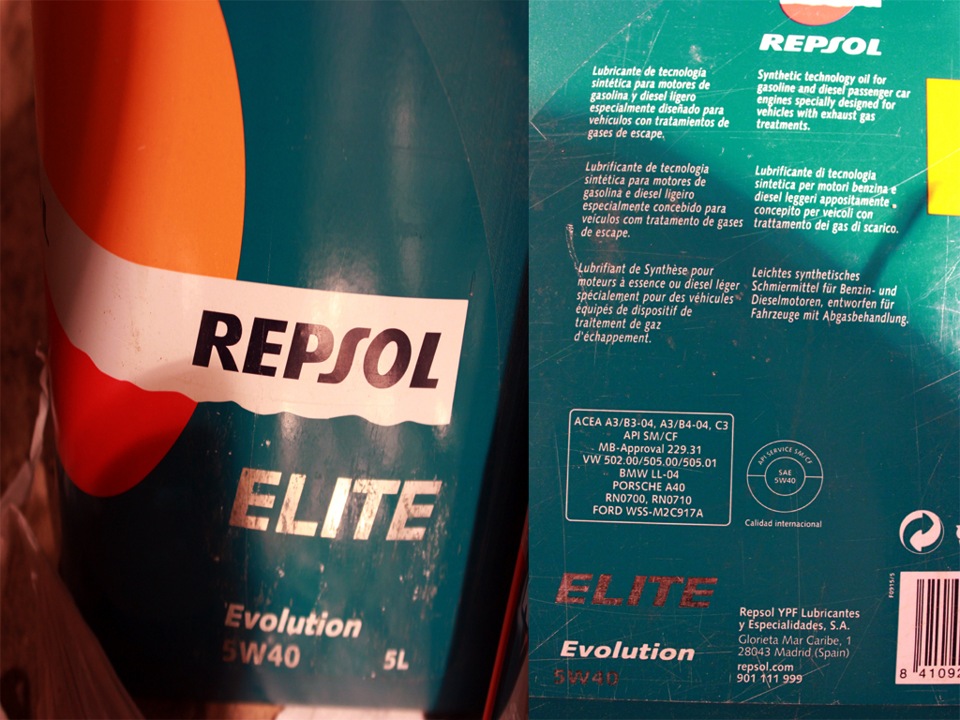 REPSOL
ELITE
Evolution
5W40
5L
REPSOL
Lubricante de tecnología
sintética para motores de
gasolina y diesel ligero
especialmente diseñado para
vehículos con tratamientos de
gases de escape.
Synthetic technology oil for
gasoline and diesel passenger car
engines specially designed for
vehicles with exhaust gas
treatments.
Lubrificante de tecnologia
sintética para motores de
gasolina e diesel ligeiro
especialmente concebido para
veículos com tratamento de gases
de escape.
Lubrificante di tecnologia
sintetica per motori benzina e
diesel leggeri appositamente
concepito per veicoli con
trattamento dei gas di scarico.
Lubrifiant de Synthèse pour
moteurs à essence ou diesel léger
spécialement pour des véhicules
équipés de dispositif de
traitement de gaz
d'échappement.
Leichtes synthetisches
Schmiermittel für Benzin- und
Dieselmotoren, entworfen für
Fahrzeuge mit Abgasbehandlung.
ACEA A3/B3-04, A3/B4-04, C3
API SM/CF
MB-Approval 229.31
VW 502.00/505.00/505.01
BMW LL-04
PORSCHE A40
RN0700, RN0710
FORD WSS-M2C917A
API SERVICE SM/CF
SAE
5W40
Calidad internacional
ELITE
Evolution
5W40
Repsol YPF Lubricantes
y Especialidades, S.A.
Glorieta Mar Caribe, 1
28043 Madrid (Spain)
repsol.com
901 111 999
F0915/5
8 41092